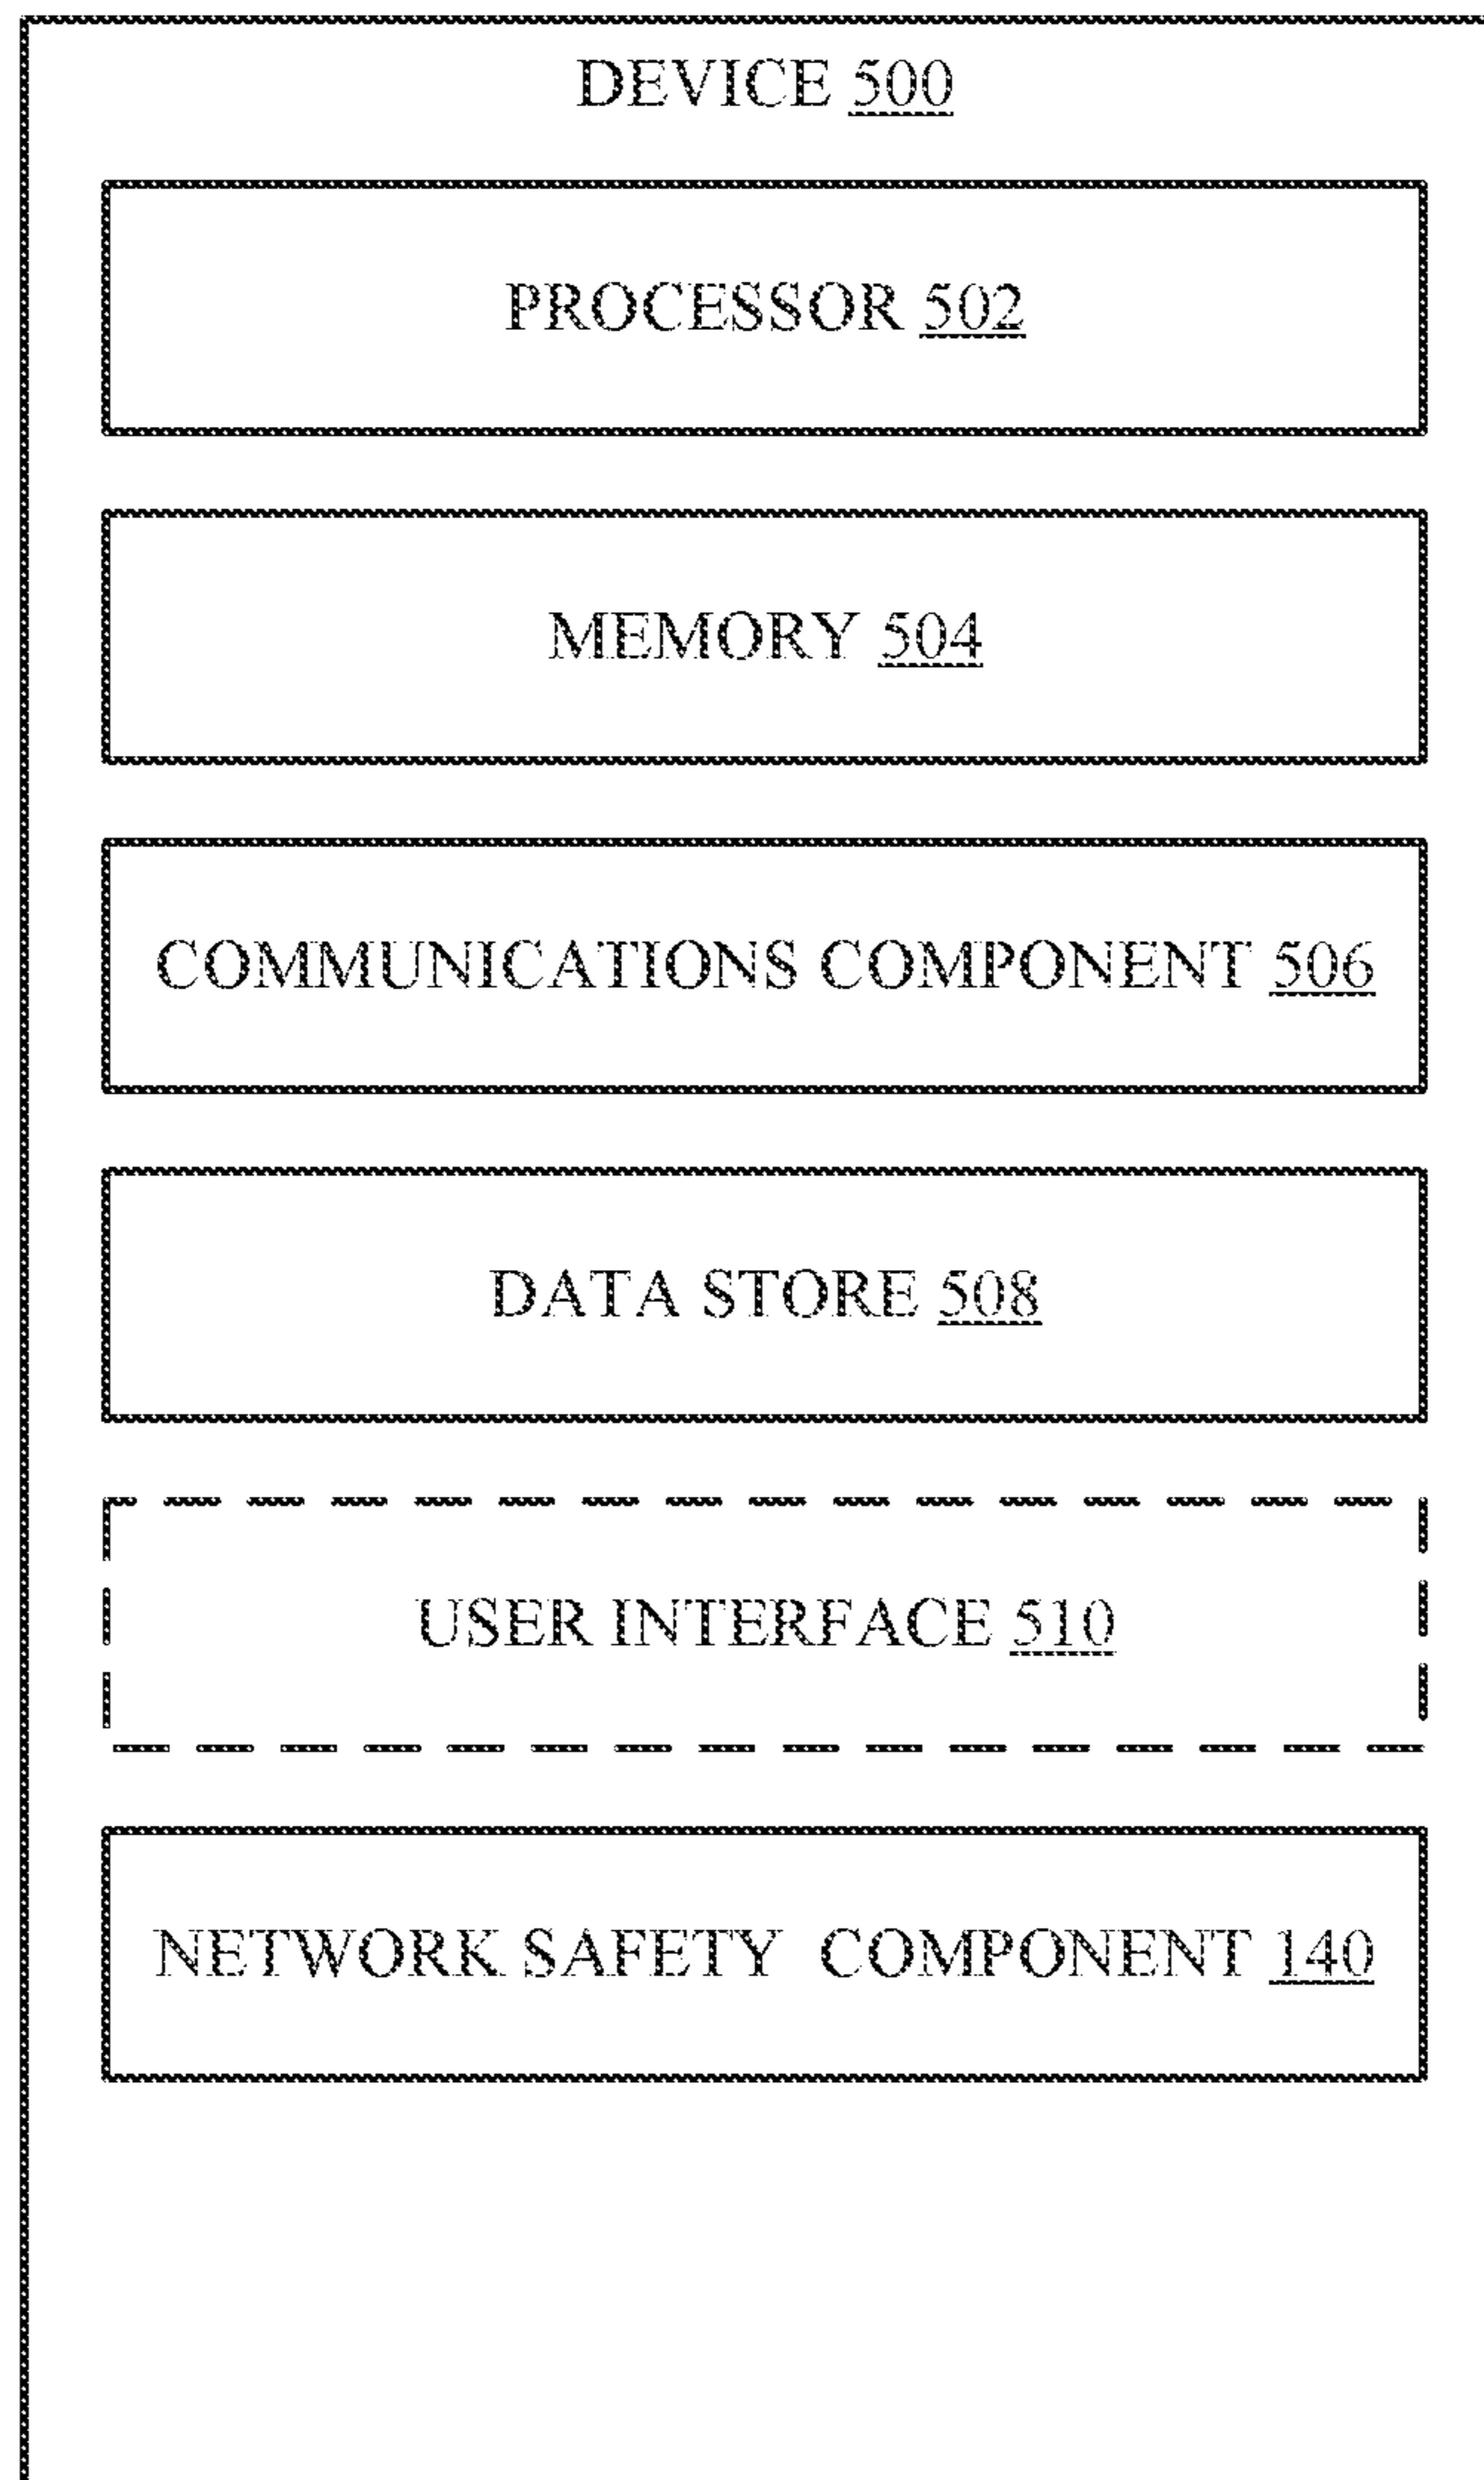 DEVICE 500
PROCESSOR 502
MEMORY 504
COMMUNICATIONS COMPONENT 506
DATA STORE 508
USER INTERFACE 510
NETWORK SAFETY COMPONENT 140